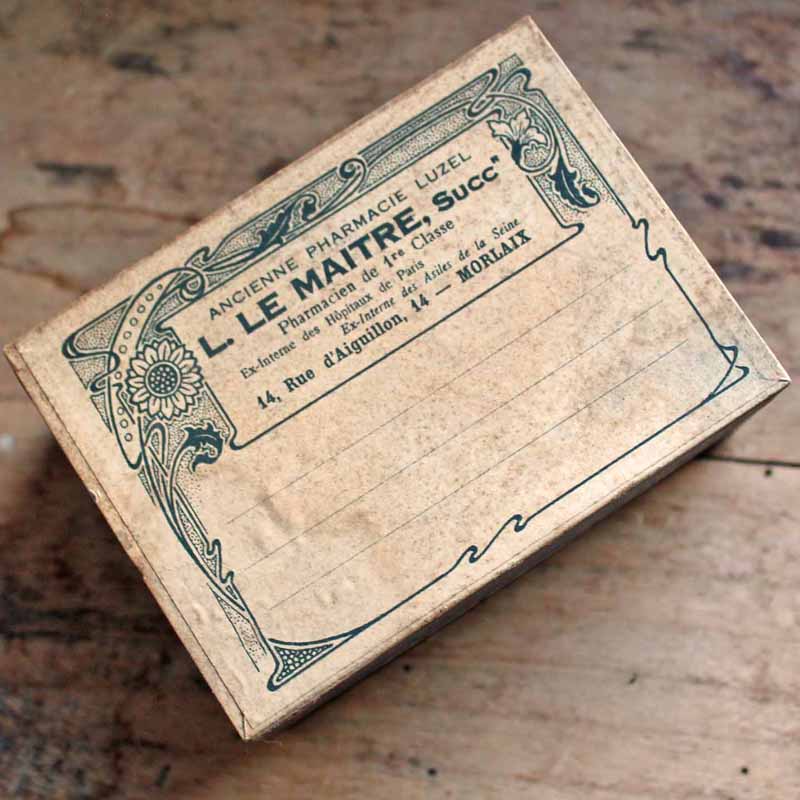 ANCIENNE PHARMACIE LUZEL
L. LE MAITRE, Succ"
Pharmacien de 1re Classe
Ex-Interne des Hôpitaux de Paris
Ex-Interne des Asiles de la Seine
14, Rue d'Aiguillon, 14 — MORLAIX